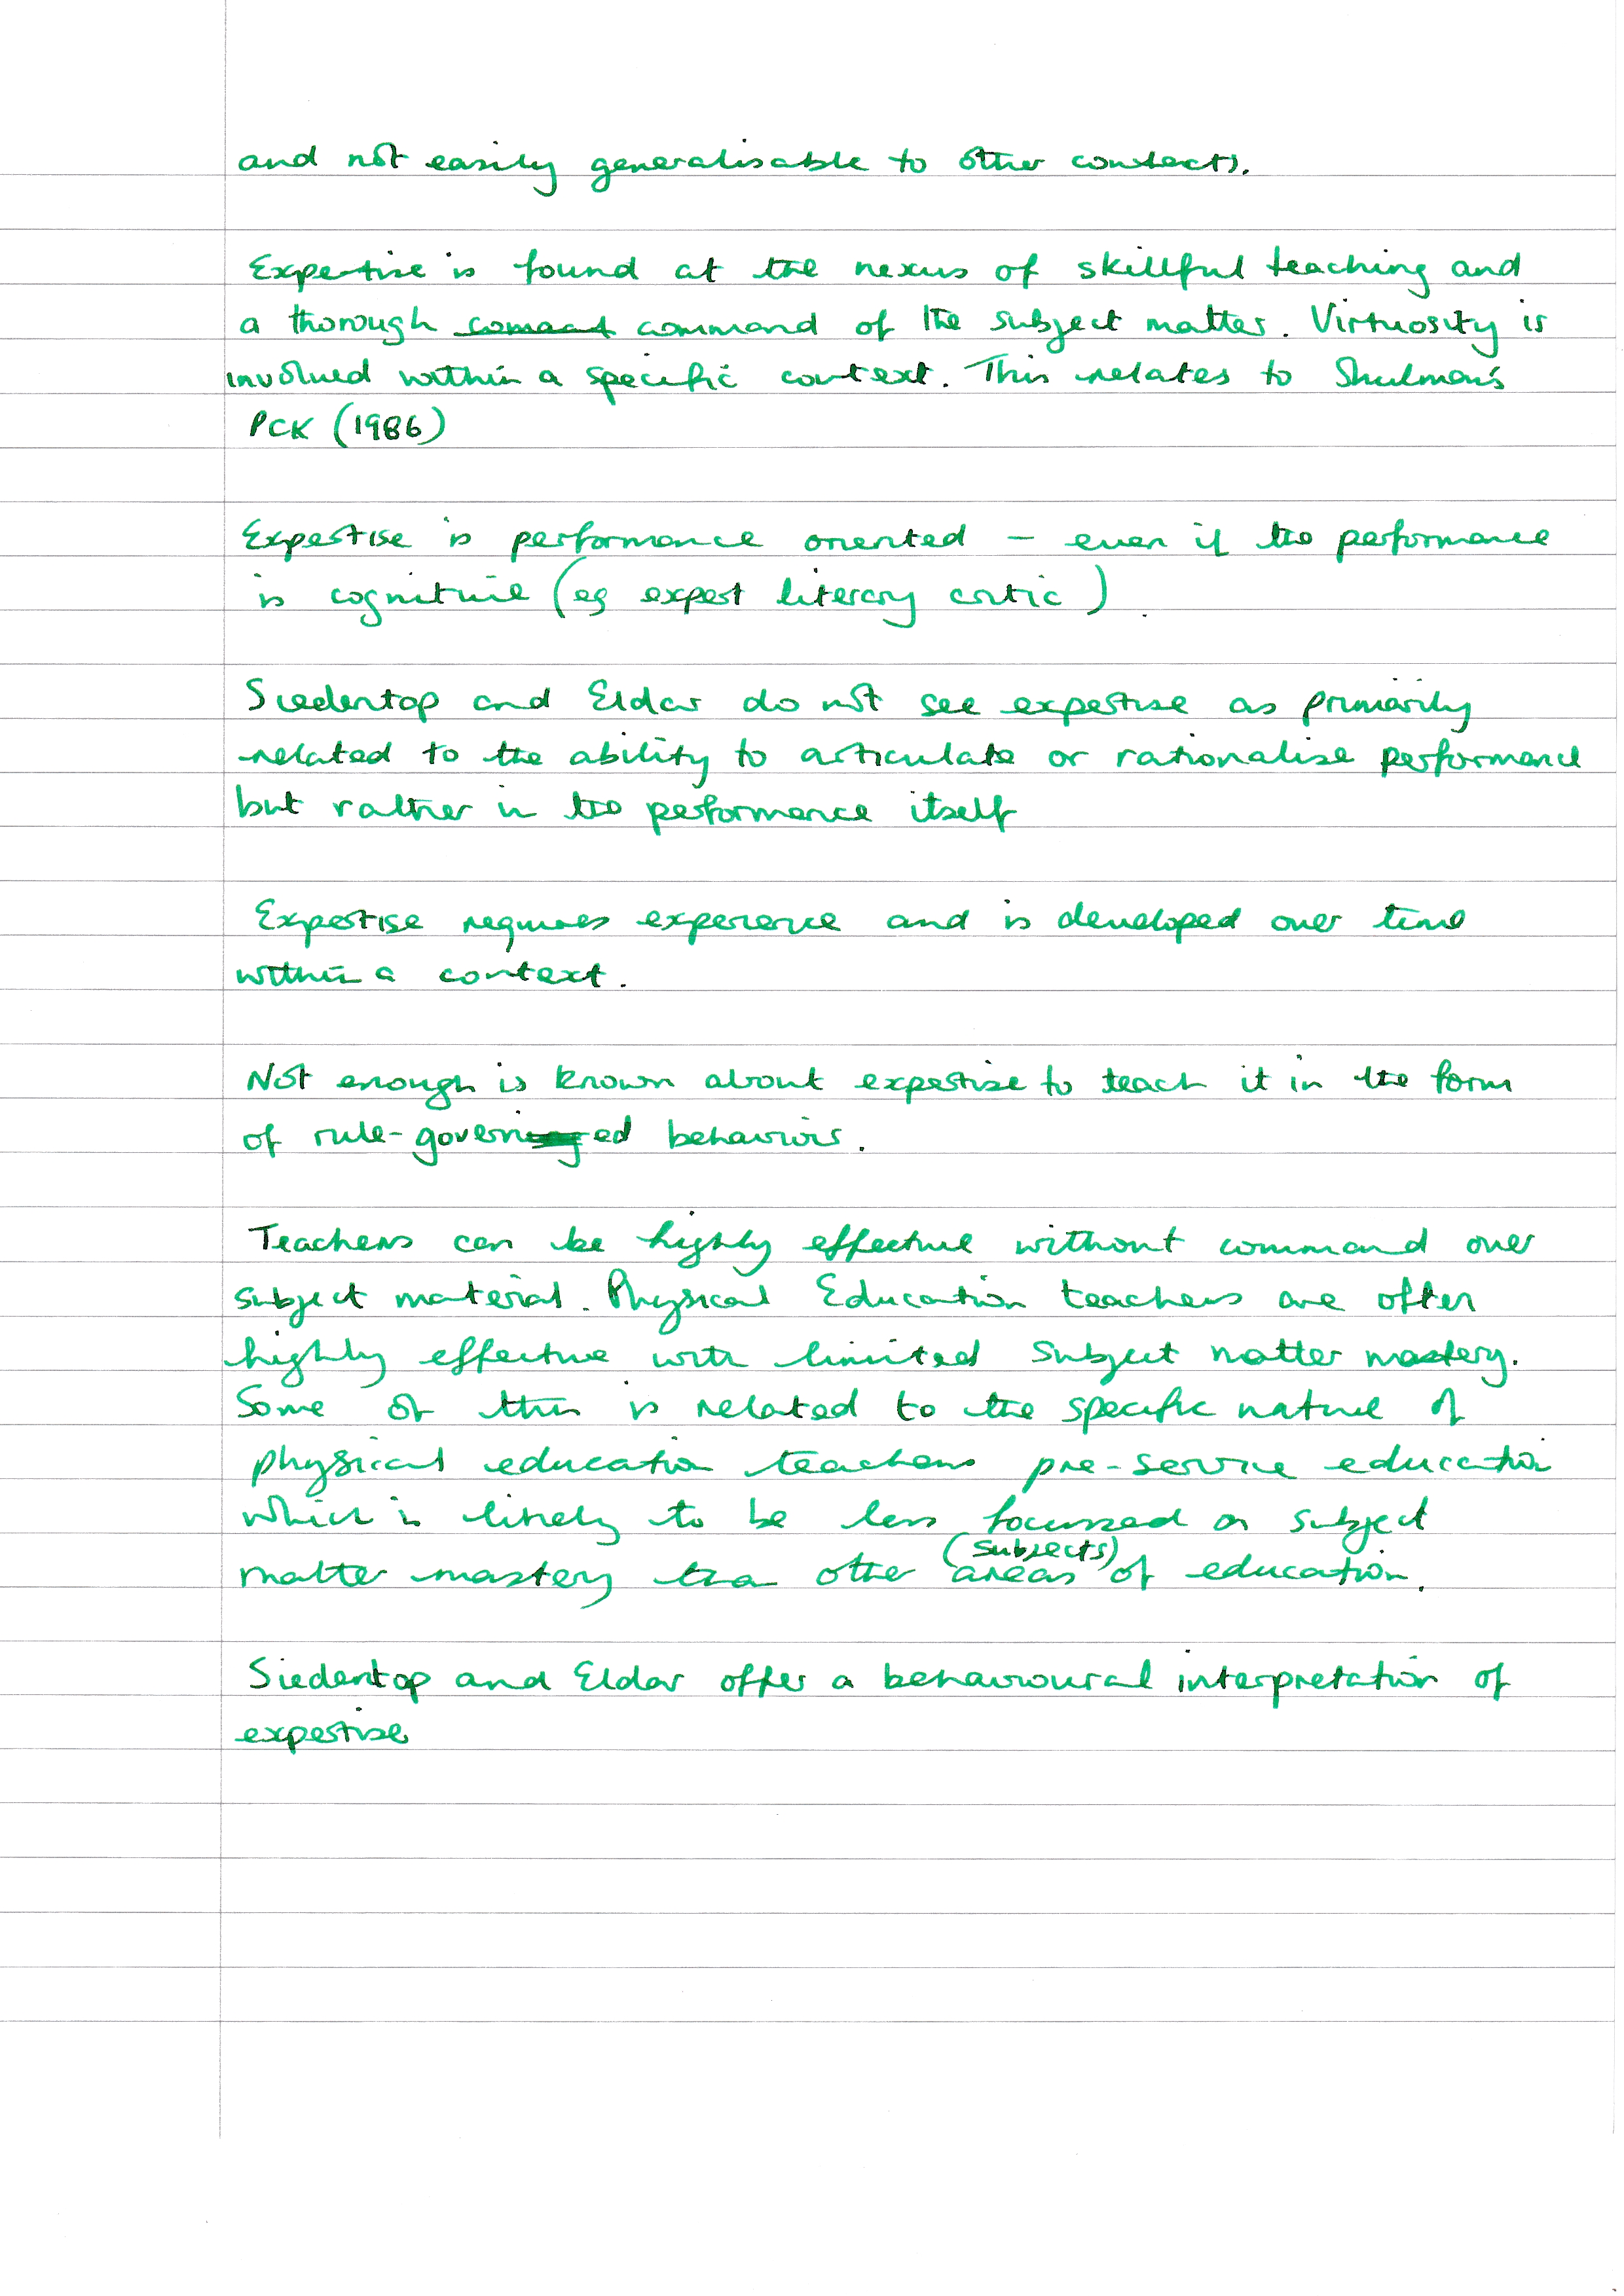 and not easily generalisable to other contexts.
Expertise is found at the nexus of skillful teaching and
a thorough command of the subject matter. Virtuosity is
involved within a specific context. This relates to Shulman's
PCK (1986)
Expertise is performance oriented – even if the performance
is cognitive (eg expert literary critic).
Siedentop and Eldar do not see expertise as primarily
related to the ability to articulate or rationalise performance
but rather in the performance itself
Expertise requires experience and is developed over time
within a context.
Not enough is known about expertise to teach it in the form
of rule-governed behaviors.
Teachers can be highly effective without command over
subject material. Physical Education teachers are often
highly effective with limited subject matter mastery.
Some of this is related to the specific nature of
physical education teachers pre-service education
which is likely to be less focussed on subject
(subjects)
matter mastery than other areas of education.
Siedentop and Eldar offer a behavioural interpretation of
expertise